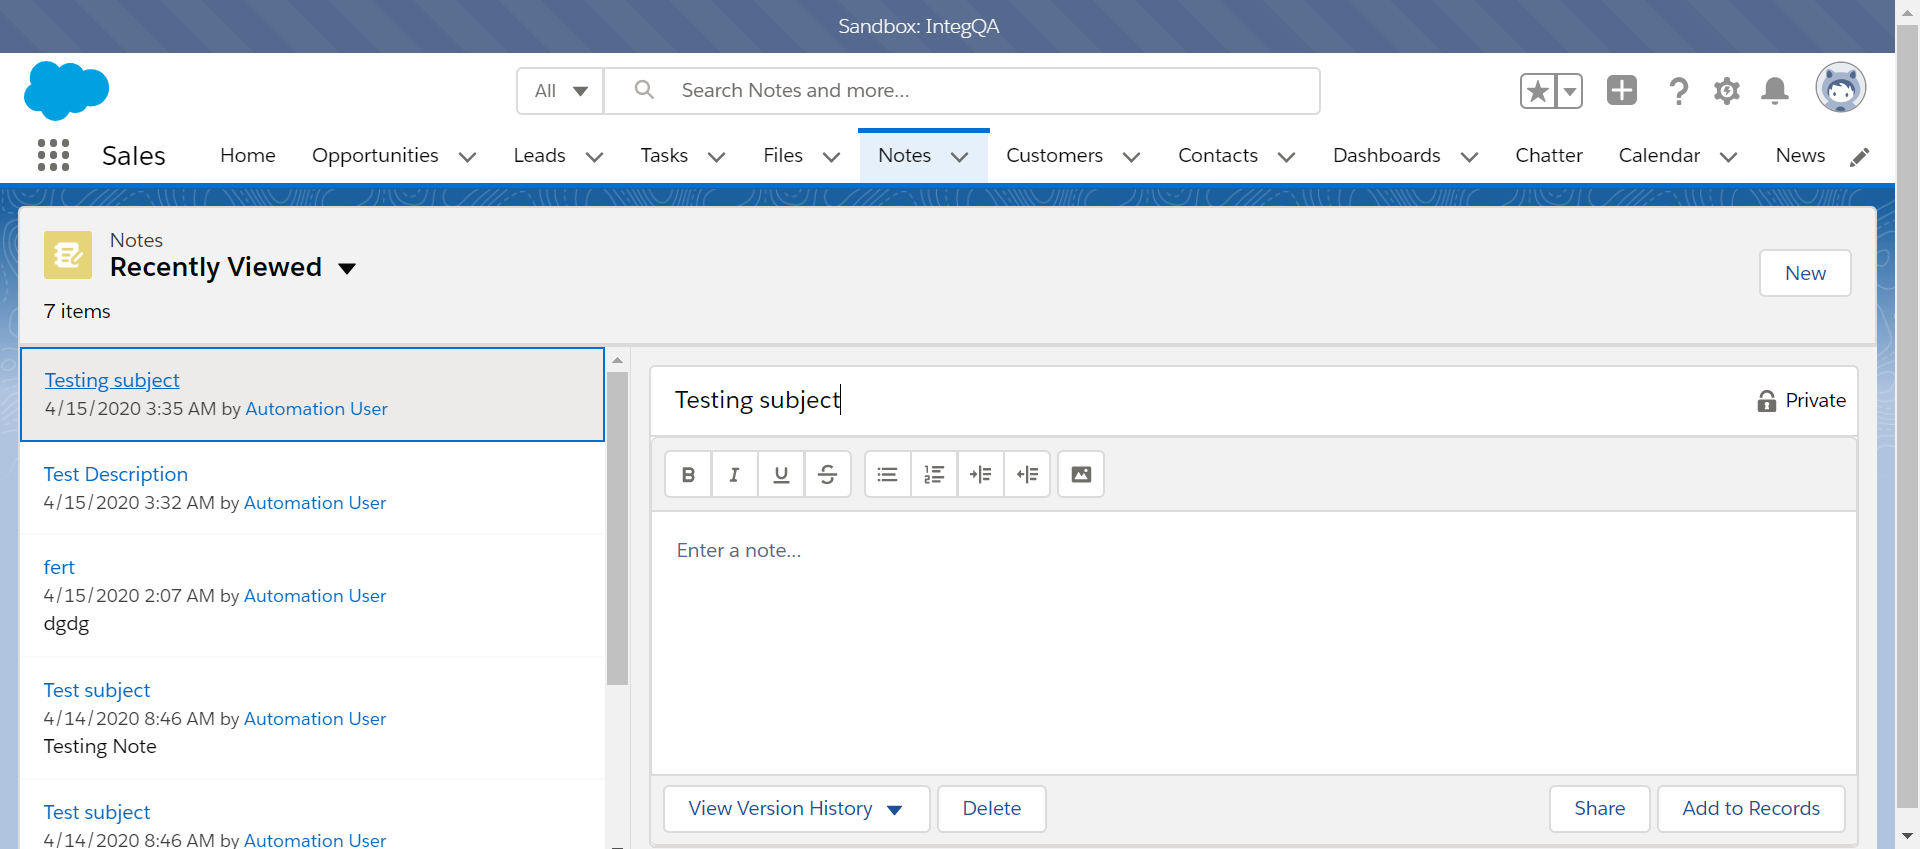 Sandbox: IntegQA
All
Search Notes and more...
Sales
Home
Opportunities
Leads
Tasks
Files
Notes
Customers
Contacts
Dashboards
Chatter
Calendar
News
Notes
Recently Viewed
7 items
New
Testing subject
4/15/2020 3:35 AM by Automation User
Test Description
4/15/2020 3:32 AM by Automation User
fert
4/15/2020 2:07 AM by Automation User
dgdg
Test subject
4/14/2020 8:46 AM by Automation User
Testing Note
Test subject
4/14/2020 8:46 AM by Automation User
Testing subject
Private
B I U S
Enter a note...
View Version History
Delete
Share
Add to Records